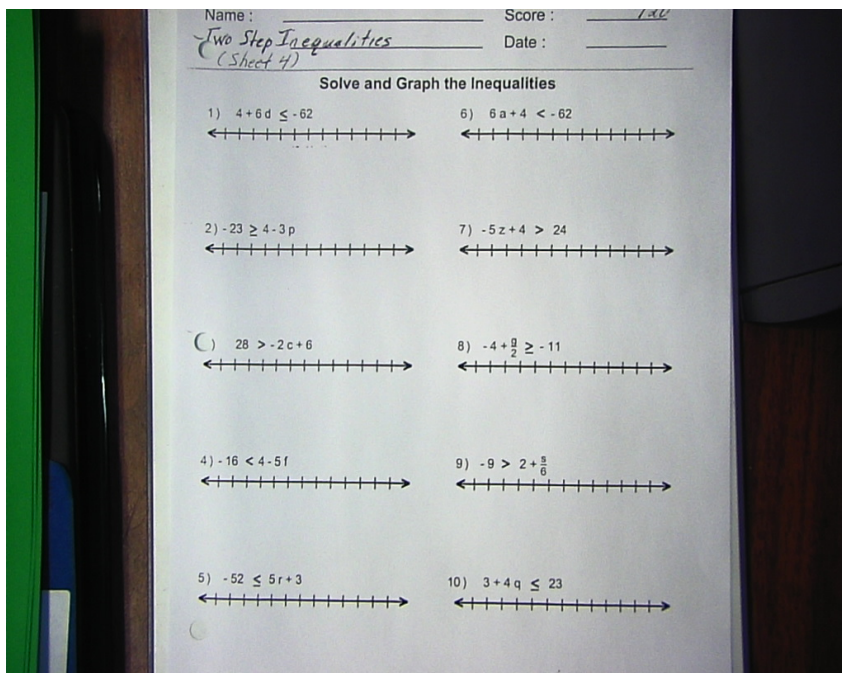 Name : Score :
Two Step Inequalities Date :
(Sheet 4)
Solve and Graph the Inequalities
1) 4 + 6 d ≤ - 62
6) 6 a + 4 < - 62
2) - 23 ≥ 4 - 3 p
7) - 5 z + 4 > 24
) 28 > - 2 c + 6
8) - 4 + g/2 ≥ - 11
4) - 16 < 4 - 5 f
9) - 9 > 2 + s/6
5) - 52 ≤ 5 r + 3
10) 3 + 4 q ≤ 23